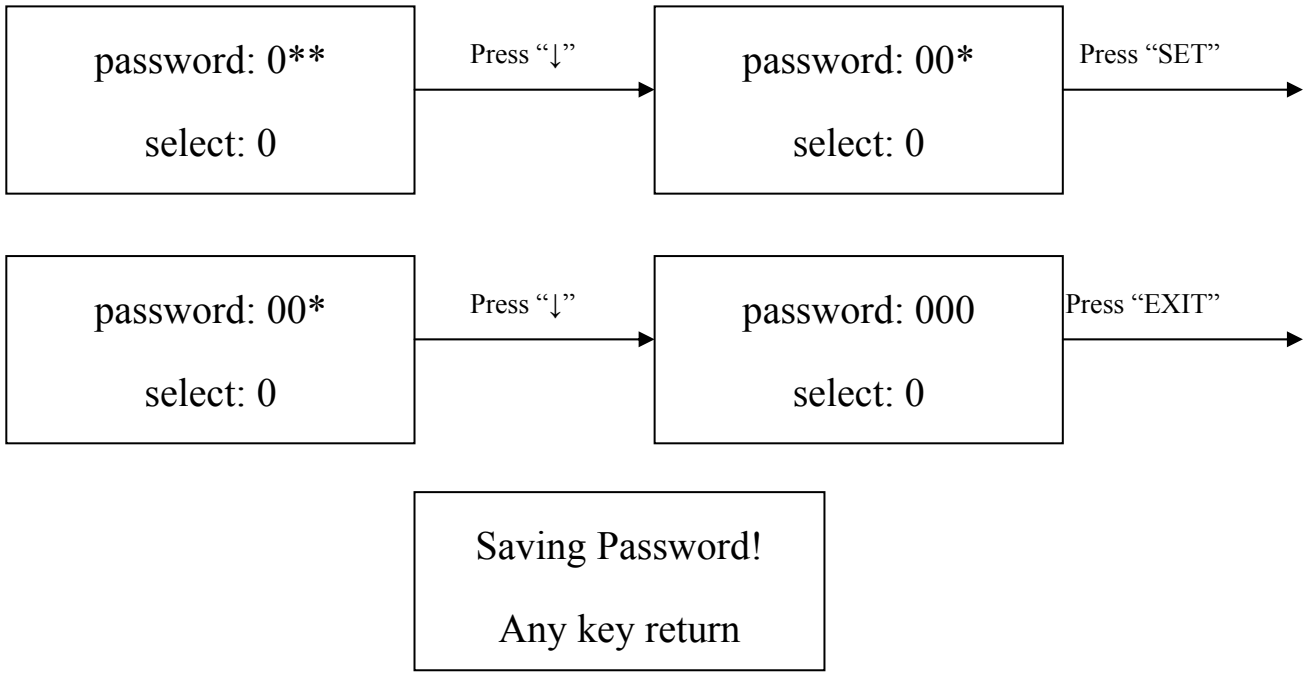 password: 0** Press “↓” password: 00* Press “SET”
select: 0 select: 0
password: 00* Press “↓” password: 000 Press “EXIT”
select: 0 select: 0
Saving Password!
Any key return